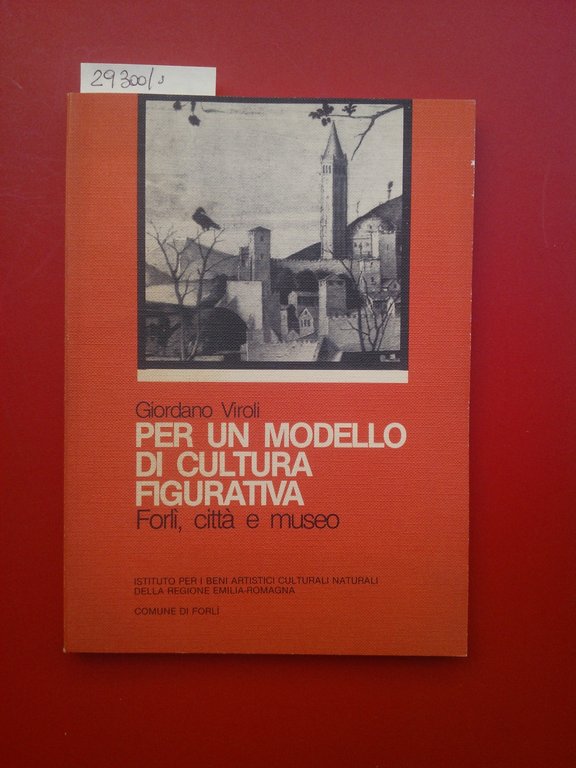 29300/s
Giordano Viroli
PER UN MODELLO
DI CULTURA
FIGURATIVA
Forlì, città e museo
ISTITUTO PER I BENI ARTISTICI CULTURALI NATURALI
DELLA REGIONE EMILIA-ROMAGNA
COMUNE DI FORLÌ